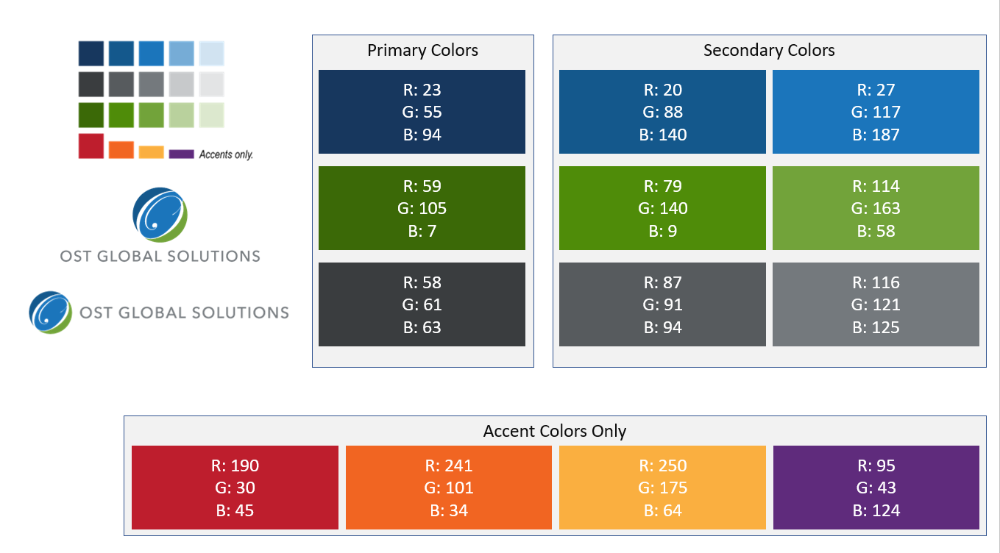 Accents only.
OST GLOBAL SOLUTIONS
OST GLOBAL SOLUTIONS
Primary Colors
R: 23
G: 55
B: 94
R: 59
G: 105
B: 7
R: 58
G: 61
B: 63
Secondary Colors
R: 20
G: 88
B: 140
R: 27
G: 117
B: 187
R: 79
G: 140
B: 9
R: 114
G: 163
B: 58
R: 87
G: 91
B: 94
R: 116
G: 121
B: 125
Accent Colors Only
R: 190
G: 30
B: 45
R: 241
G: 101
B: 34
R: 250
G: 175
B: 64
R: 95
G: 43
B: 124